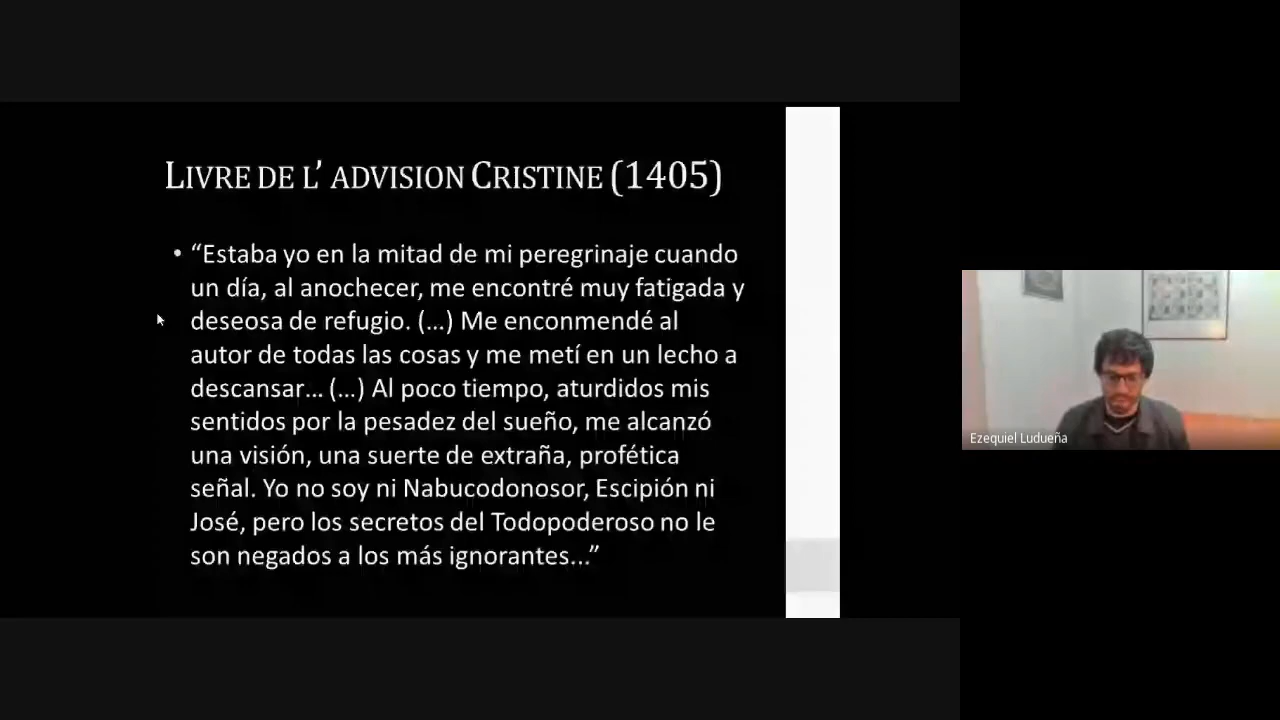 LIVRE DE L' ADVISION CRISTINE (1405)
• “Estaba yo en la mitad de mi peregrinaje cuando
un día, al anochecer, me encontré muy fatigada y
deseosa de refugio. (...) Me enconmendé al
autor de todas las cosas y me metí en un lecho a
descansar... (...) Al poco tiempo, aturdidos mis
sentidos por la pesadez del sueño, me alcanzó
una visión, una suerte de extraña, profética
señal. Yo no soy ni Nabucodonosor, Escipión ni
José, pero los secretos del Todopoderoso no le
son negados a los más ignorantes...”
Ezequiel Ludueña